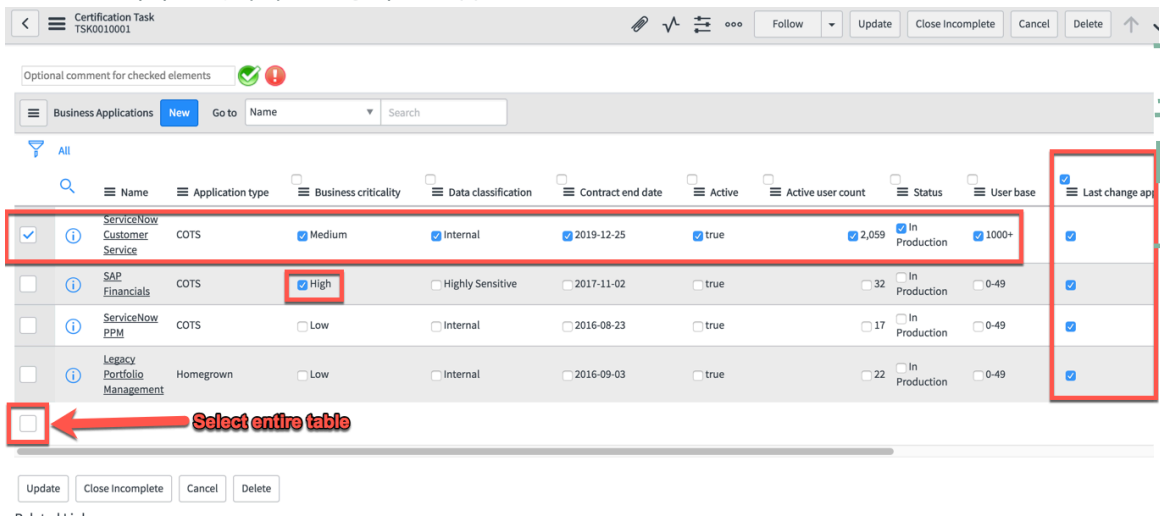 Certification Task
TSK0010001
Follow
Update
Close Incomplete
Cancel
Delete
Optional comment for checked elements
Business Applications
New
Go to
Name
Search
All
Name
Application type
Business criticality
Data classification
Contract end date
Active
Active user count
Status
User base
Last change app
ServiceNow
Customer
Service
COTS
Medium
Internal
2019-12-25
true
2,059
In
Production
1000+
SAP
Financials
COTS
High
Highly Sensitive
2017-11-02
true
32
In
Production
0-49
ServiceNow
PPM
COTS
Low
Internal
2016-08-23
true
17
In
Production
0-49
Legacy
Portfolio
Management
Homegrown
Low
Internal
2016-09-03
true
22
In
Production
0-49
Select entire table
Update
Close Incomplete
Cancel
Delete